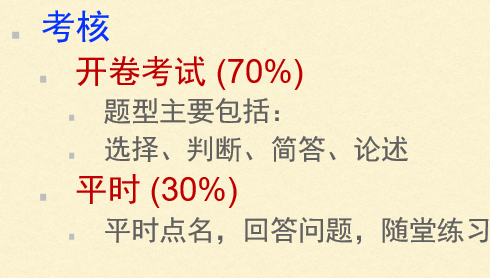 考核
开卷考试 (70%)
题型主要包括：
选择、判断、简答、论述
平时 (30%)
平时点名，回答问题，随堂练习